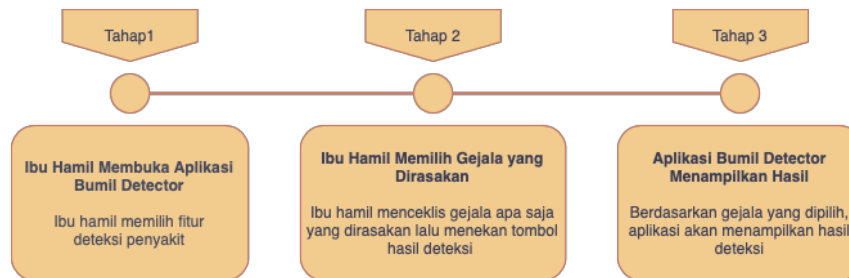 Tahap1
Tahap 2
Tahap 3
Ibu Hamil Membuka Aplikasi
Bumil Detector
Ibu hamil memilih fitur
deteksi penyakit
Ibu Hamil Memilih Gejala yang
Dirasakan
Ibu hamil menceklis gejala apa saja
yang dirasakan lalu menekan tombol
hasil deteksi
Aplikasi Bumil Detector
Menampilkan Hasil
Berdasarkan gejala yang dipilih,
aplikasi akan menampilkan hasil
deteksi